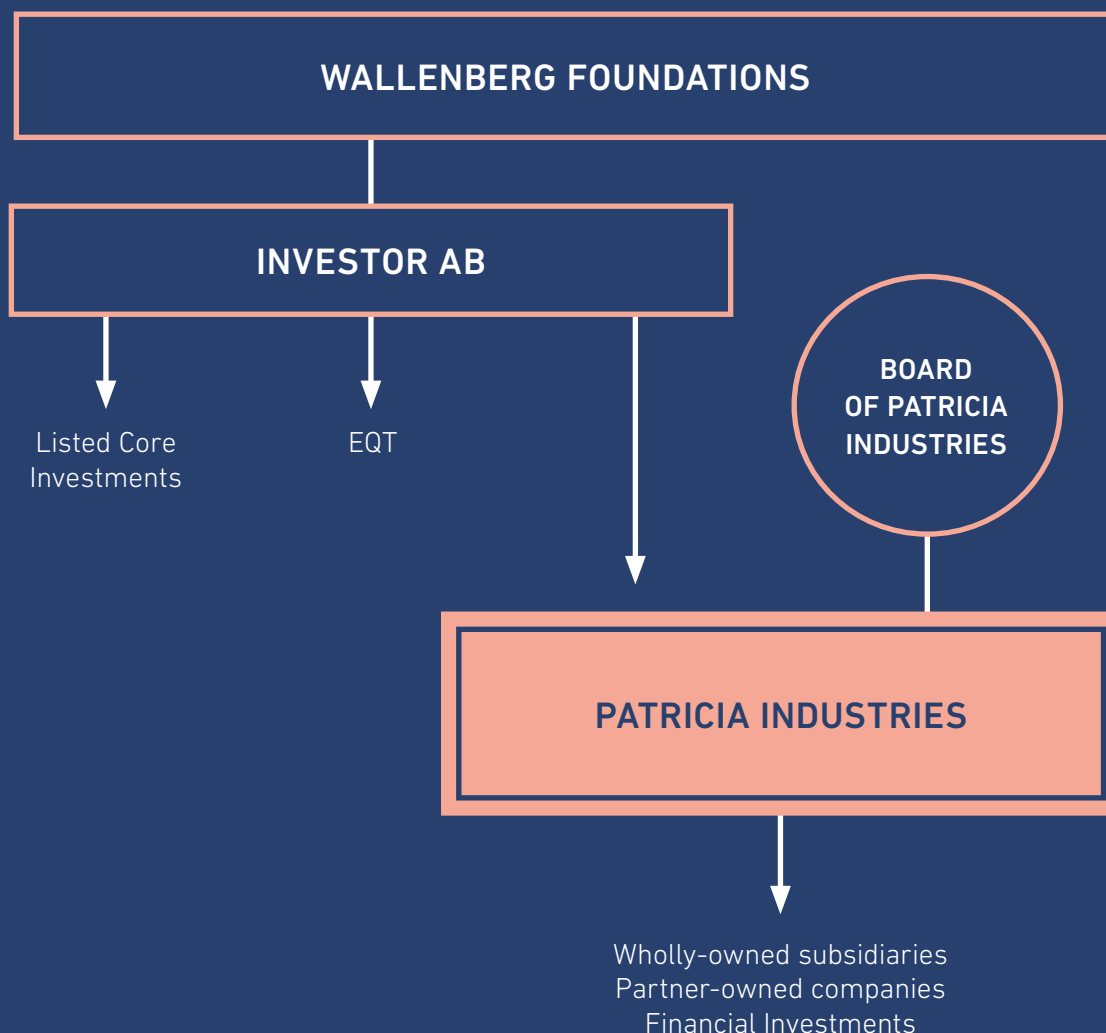 WALLENBERG FOUNDATIONS
INVESTOR AB
Listed Core
Investments
EQT
BOARD
OF PATRICIA
INDUSTRIES
PATRICIA INDUSTRIES
Wholly-owned subsidiaries
Partner-owned companies
Financial Investments